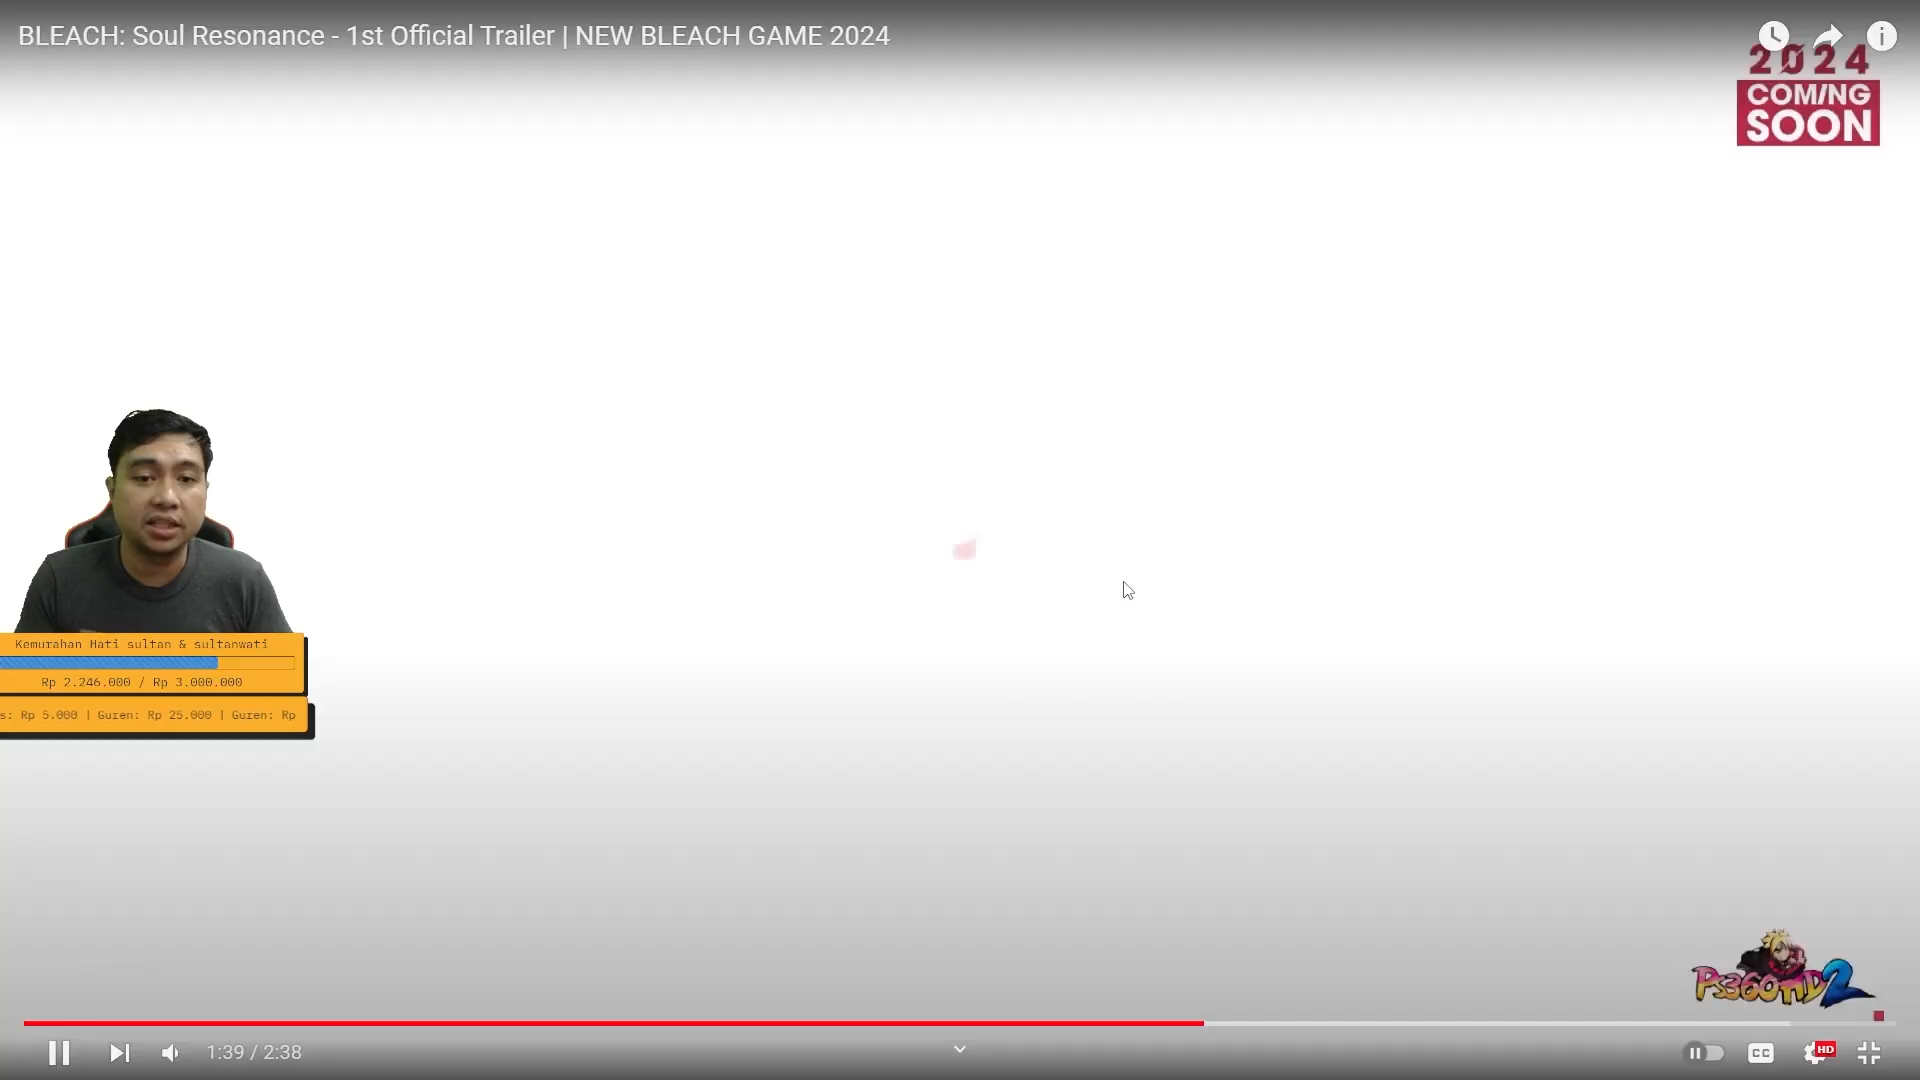 BLEACH: Soul Resonance - 1st Official Trailer | NEW BLEACH GAME 2024
2024
COMING
SOON
Kemurahan Hati sultan & sultanwati
Rp 2.246.000 / Rp 3.000.000
s: Rp 5.000 | Guren: Rp 25.000 | Guren: Rp
PS360HD2
1:39 / 2:38
CC
HD